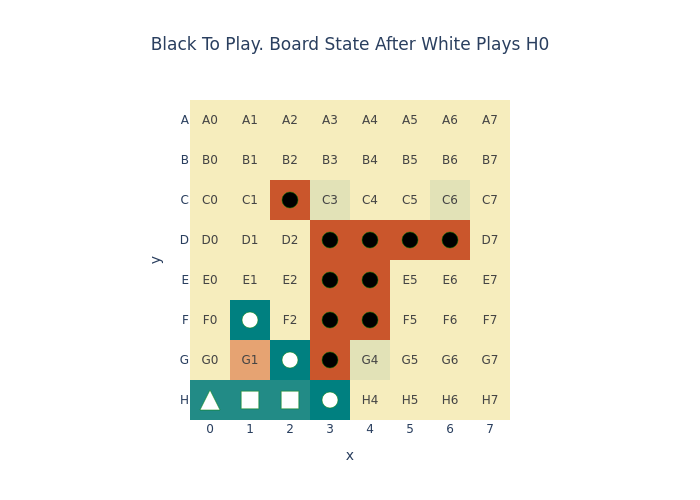 Black To Play. Board State After White Plays H0
A A0 A1 A2 A3 A4 A5 A6 A7
B B0 B1 B2 B3 B4 B5 B6 B7
C C0 C1 C3 C4 C5 C6 C7
D D0 D1 D2 D7
y
E E0 E1 E2 E5 E6 E7
F F0 F2 F5 F6 F7
G G0 G1 G4 G5 G6 G7
H H4 H5 H6 H7
0 1 2 3 4 5 6 7
x